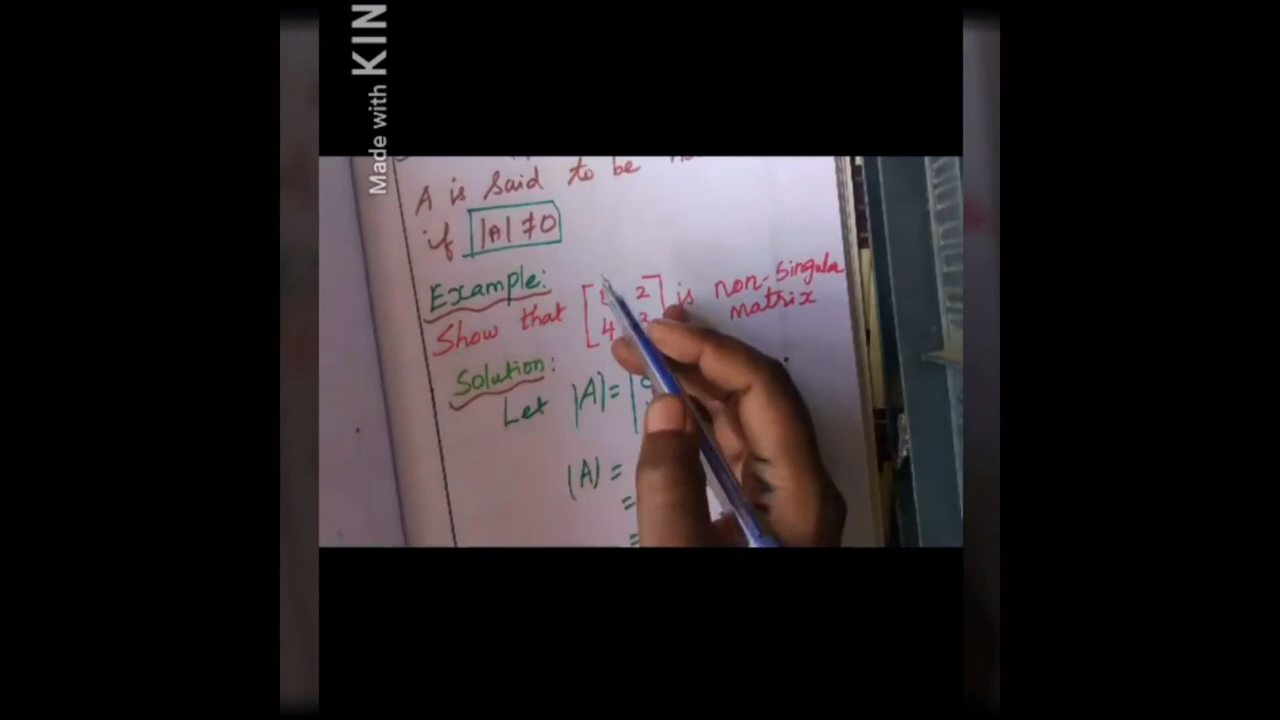 Made with KIN
A is said to be
if |A| ≠ 0
Example:
Show that [ 2 4 ] is non-singular
matrix
Solution:
Let |A| =
|A| =
=
=